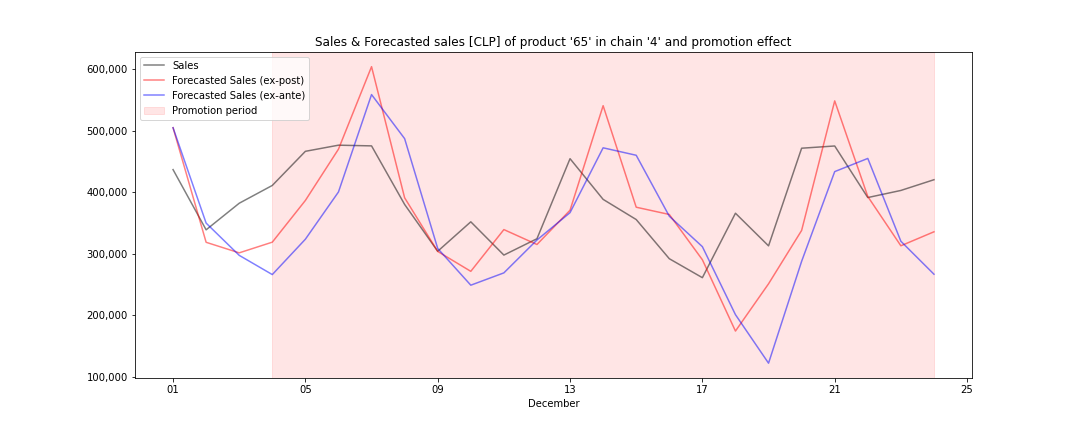 Sales & Forecasted sales [CLP] of product '65' in chain '4' and promotion effect
Sales
Forecasted Sales (ex-post)
Forecasted Sales (ex-ante)
Promotion period
600,000
500,000
400,000
300,000
200,000
100,000
01 05 09 13 17 21 25
December